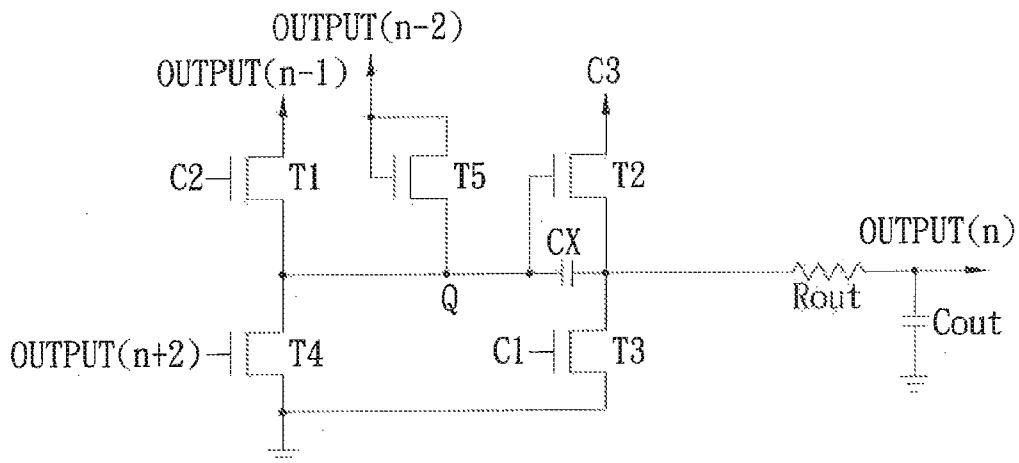 OUTPUT(n-2)
OUTPUT(n-1)
C3
C2
T1
T5
T2
CX
OUTPUT(n)
Q
Rout
Cout
OUTPUT(n+2)
T4
C1
T3